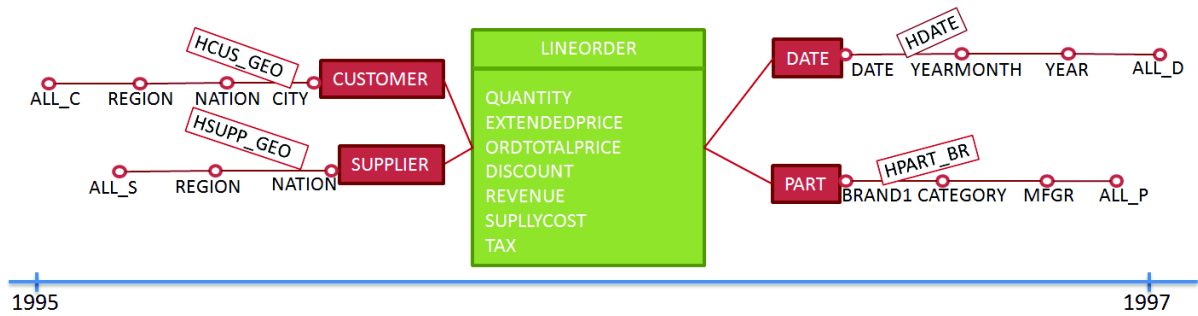 LINEORDER
QUANTITY
EXTENDEDPRICE
ORDTOTALPRICE
DISCOUNT
REVENUE
SUPLLYCOST
TAX
HCUS_GEO
CUSTOMER
ALL_C REGION NATION CITY
HSUPP_GEO
SUPPLIER
ALL_S REGION NATION
HDATE
DATE
DATE YEARMONTH YEAR ALL_D
HPART_BR
PART
BRAND1 CATEGORY MFGR ALL_P
1995 1997